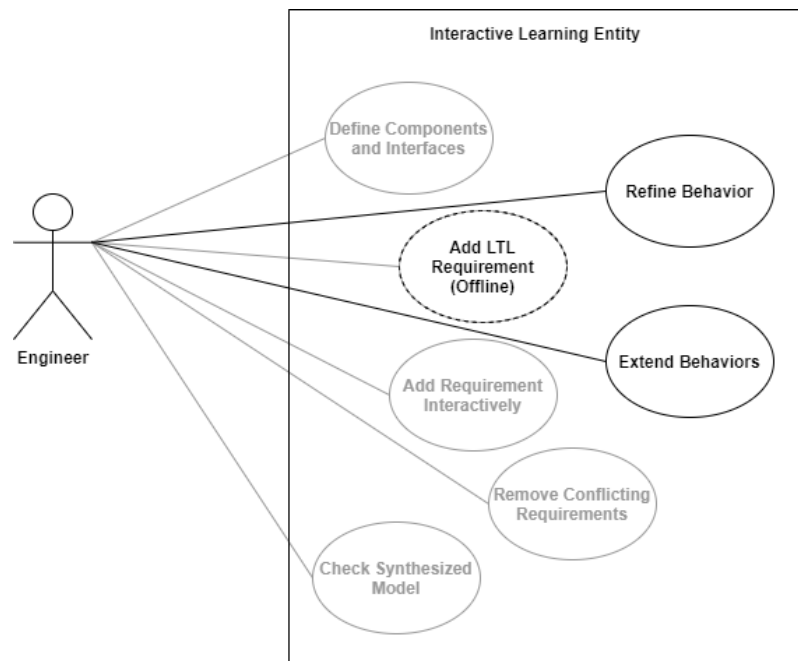 Interactive Learning Entity
Define Components
and Interfaces
Refine Behavior
Add LTL
Requirement
(Offline)
Engineer
Extend Behaviors
Add Requirement
Interactively
Remove Conflicting
Requirements
Check Synthesized
Model